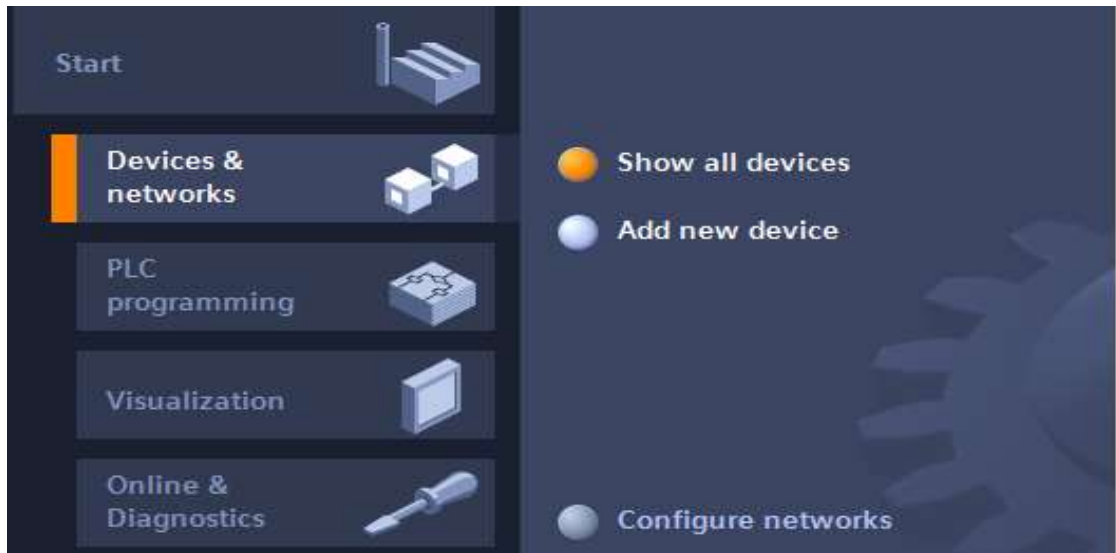 Start
Devices &
networks
PLC
programming
Visualization
Online &
Diagnostics
Show all devices
Add new device
Configure networks